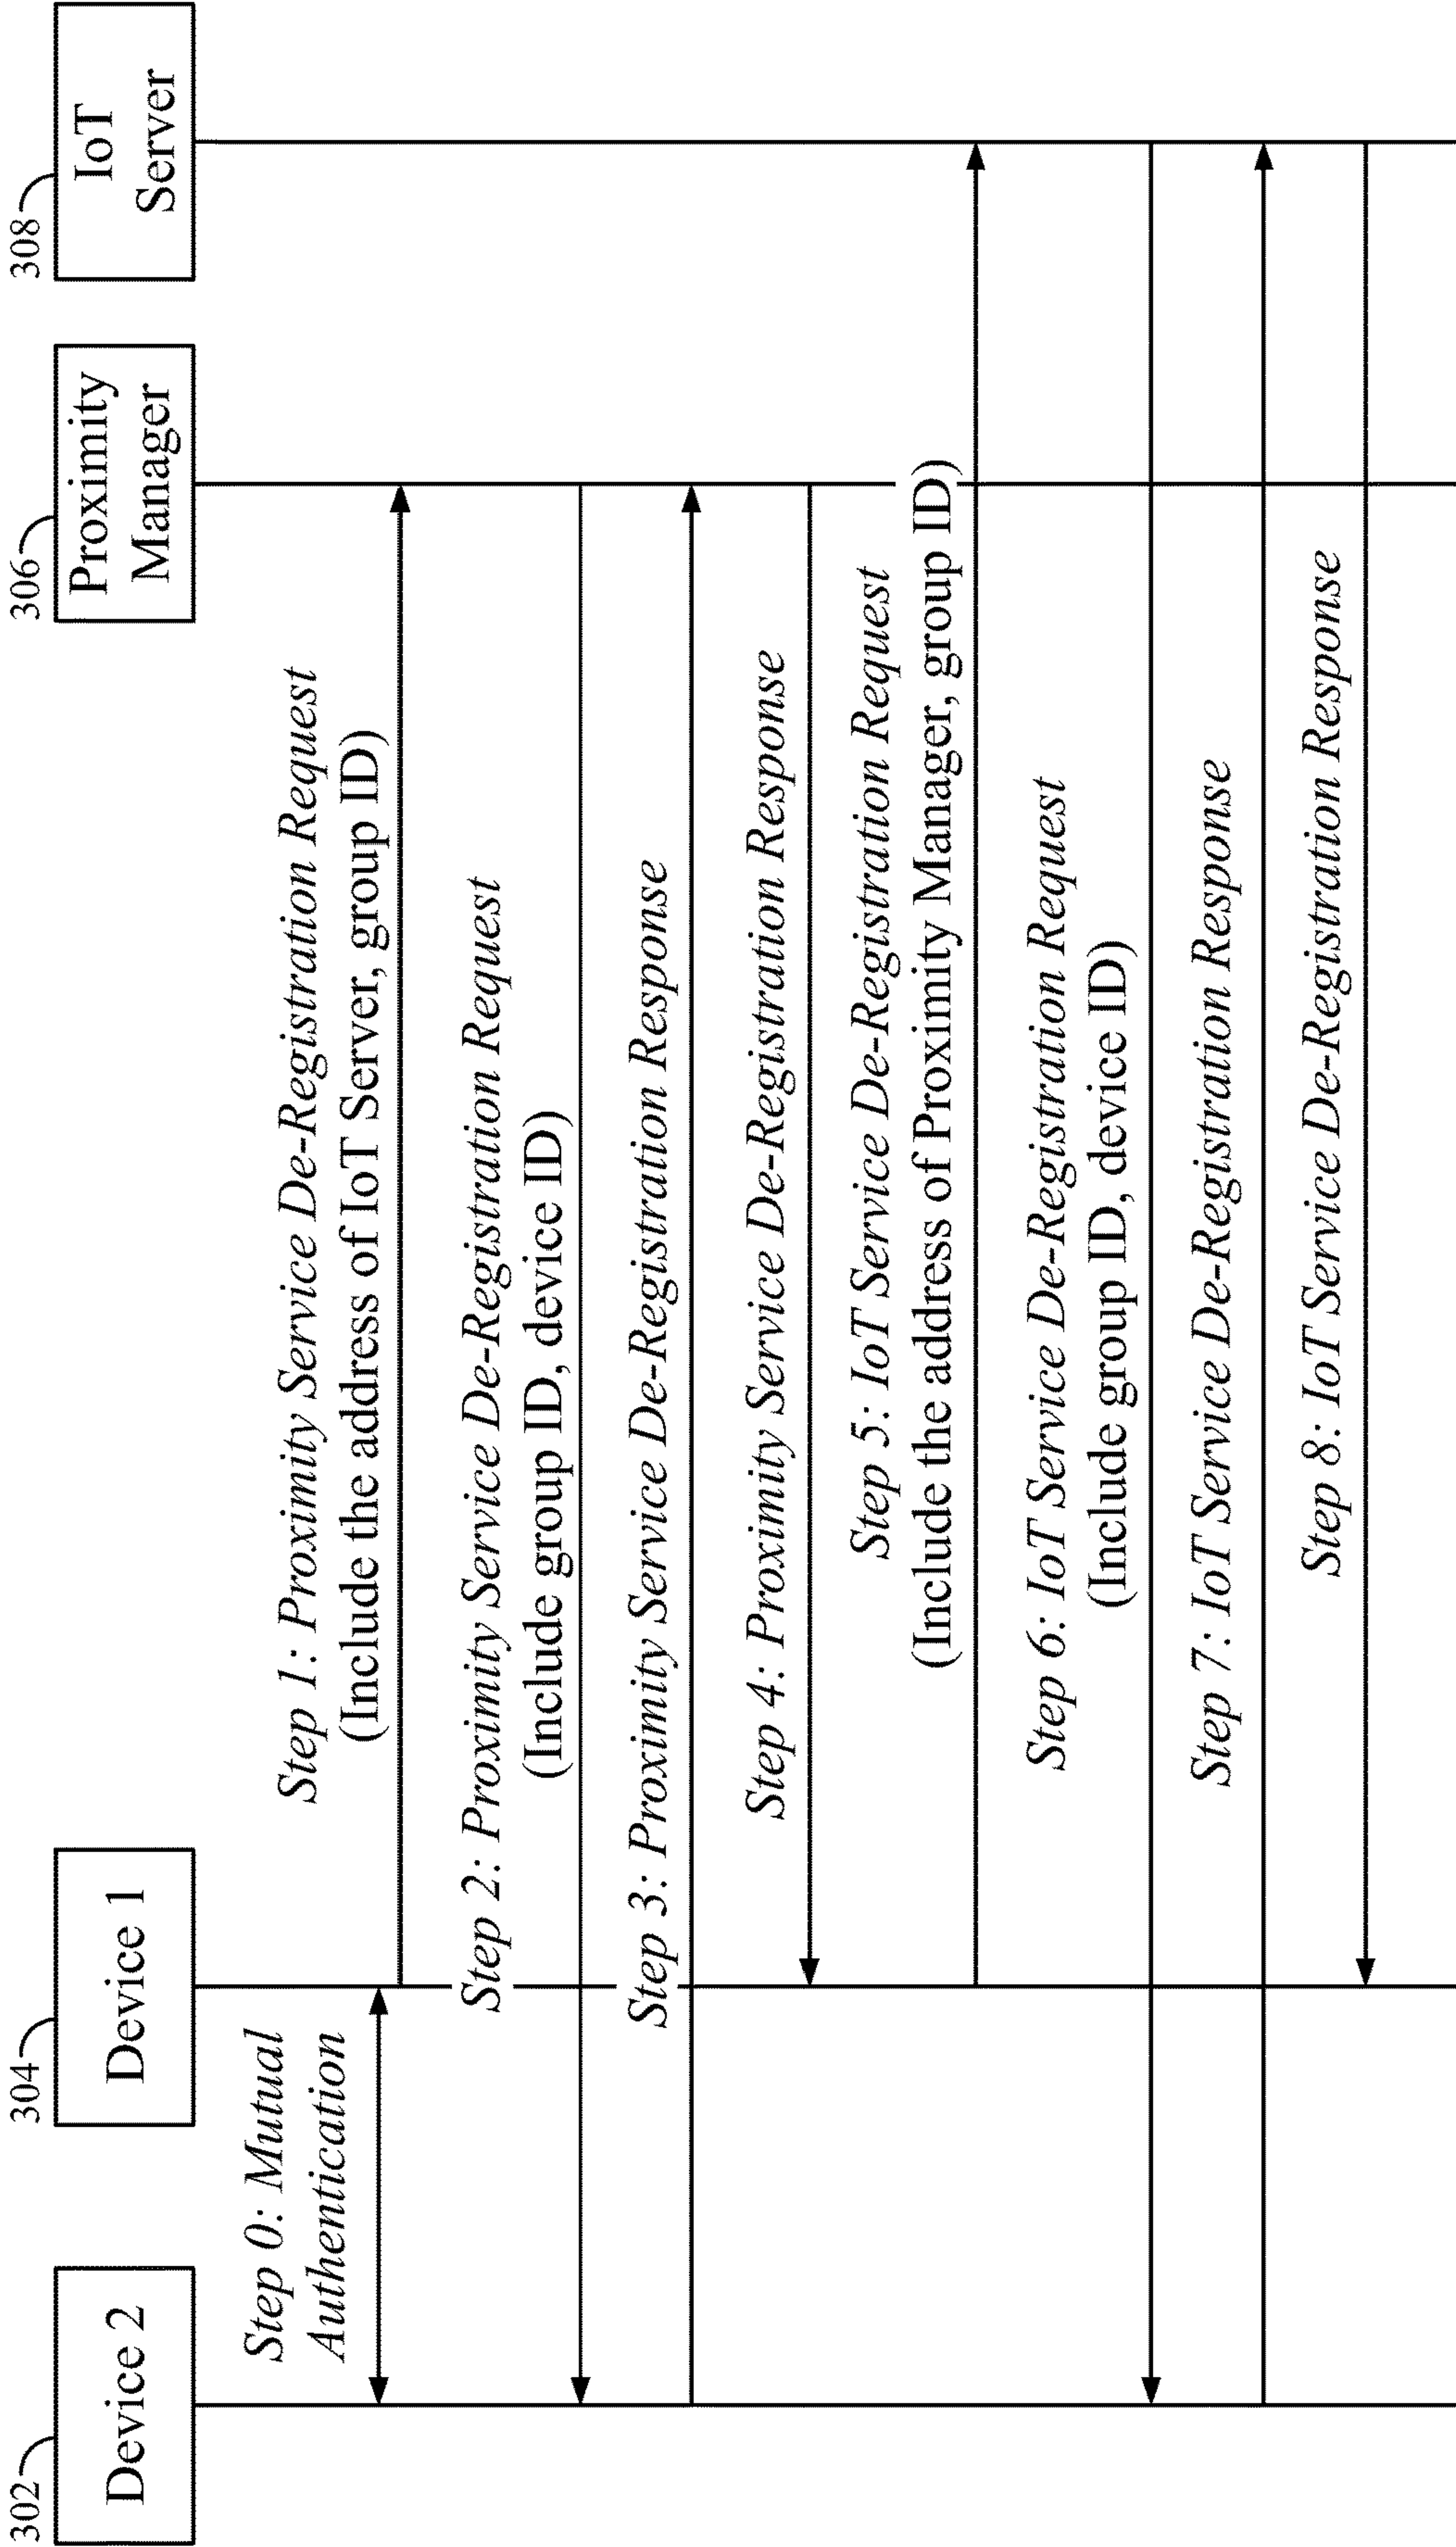 302
304
306
308
Device 2
Device 1
Proximity
Manager
IoT
Server
Step 0: Mutual
Authentication
Step 1: Proximity Service De-Registration Request
(Include the address of IoT Server, group ID)
Step 2: Proximity Service De-Registration Request
(Include group ID, device ID)
Step 3: Proximity Service De-Registration Response
Step 4: Proximity Service De-Registration Response
Step 5: IoT Service De-Registration Request
(Include the address of Proximity Manager, group ID)
Step 6: IoT Service De-Registration Request
(Include group ID, device ID)
Step 7: IoT Service De-Registration Response
Step 8: IoT Service De-Registration Response